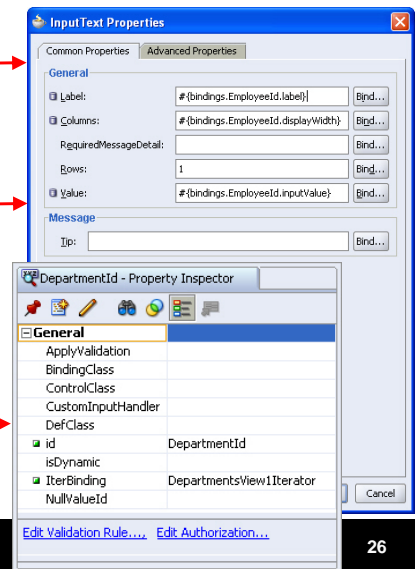 InputText Properties
Common Properties Advanced Properties
General
Label: #{bindings.EmployeeId.label} Bind...
Columns: #{bindings.EmployeeId.displayWidth} Bind...
RequiredMessageDetail: Bind...
Rows: 1 Bind...
Value: #{bindings.EmployeeId.inputValue} Bind...
Message
Tip: Bind...
DepartmentId - Property Inspector
General
ApplyValidation
BindingClass
ControlClass
CustomInputHandler
DefClass
id DepartmentId
isDynamic
IterBinding DepartmentsView1Iterator
NullValueId
Cancel
Edit Validation Rule..., Edit Authorization...
26